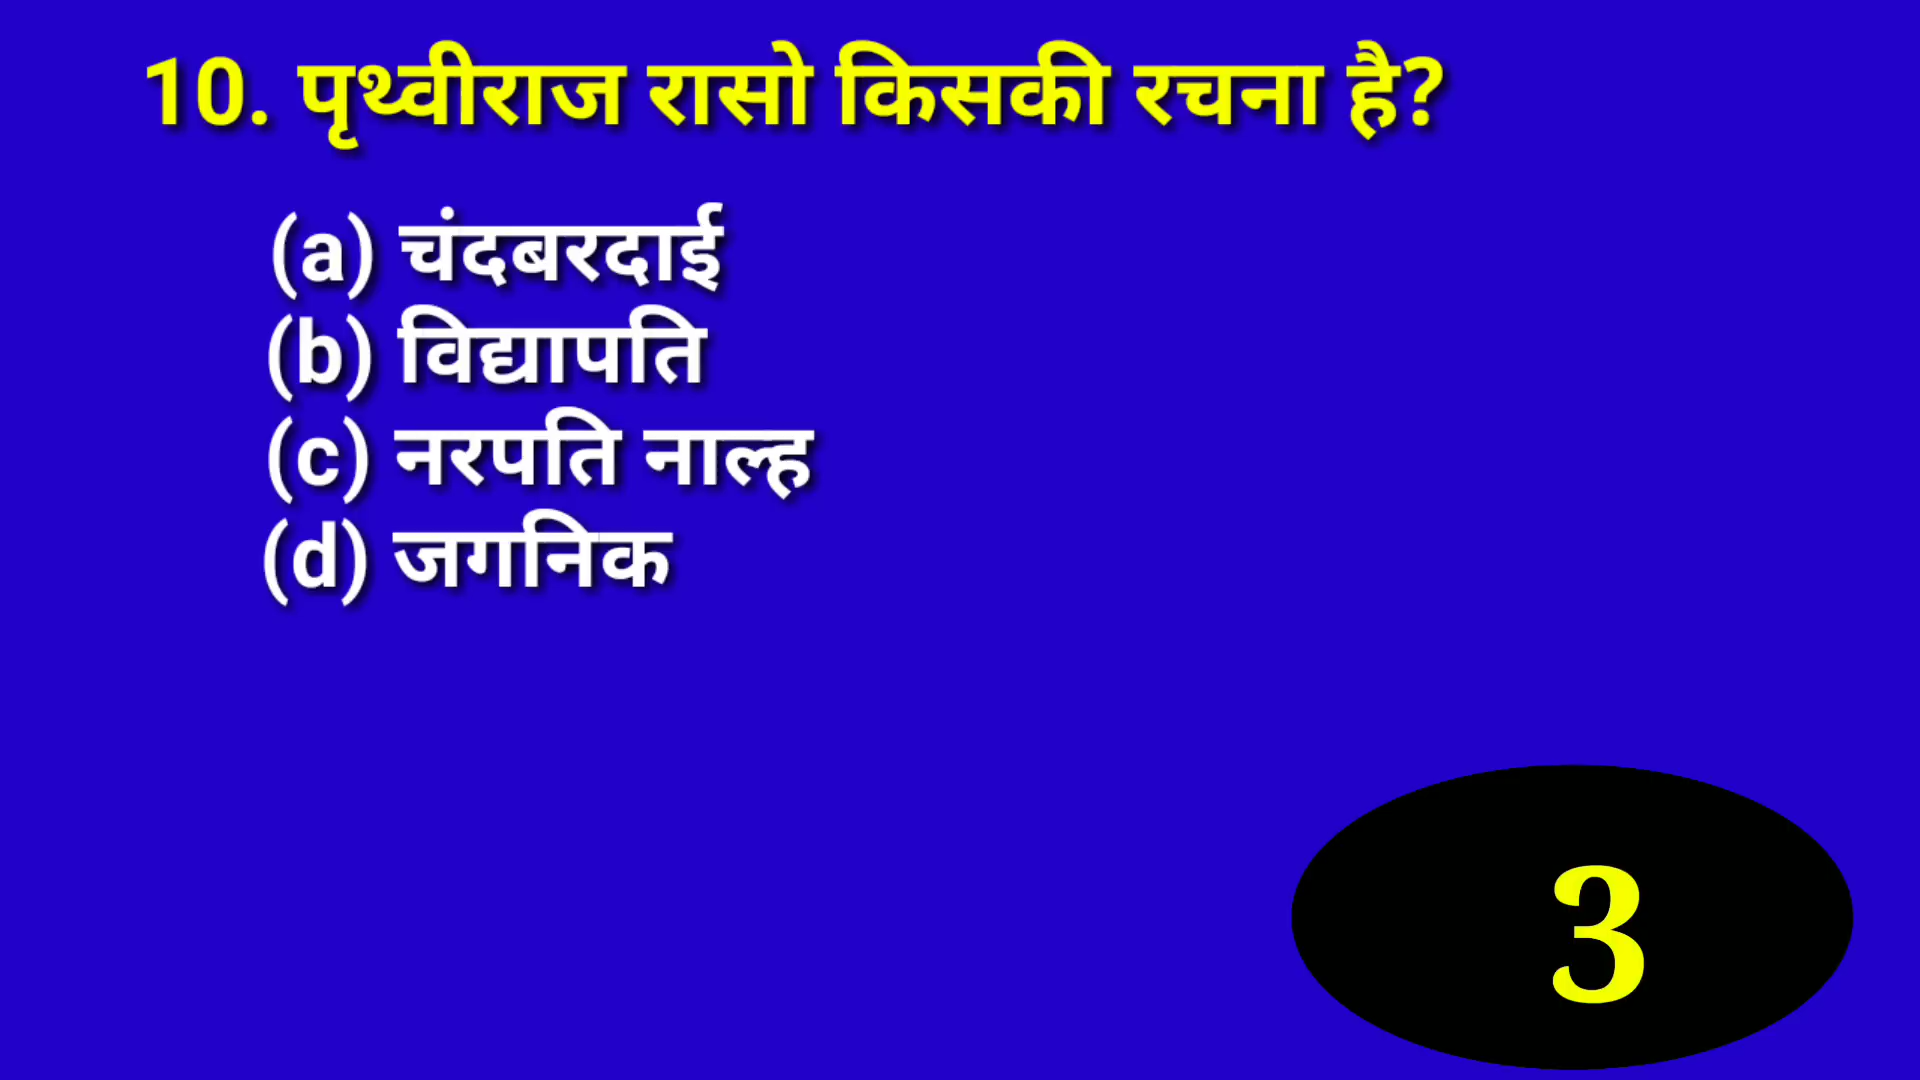 10. पृथ्वीराज रासो किसकी रचना है?
(a) चंदबरदाई
(b) विद्यापति
(c) नरपति नाल्ह
(d) जगनिक
3